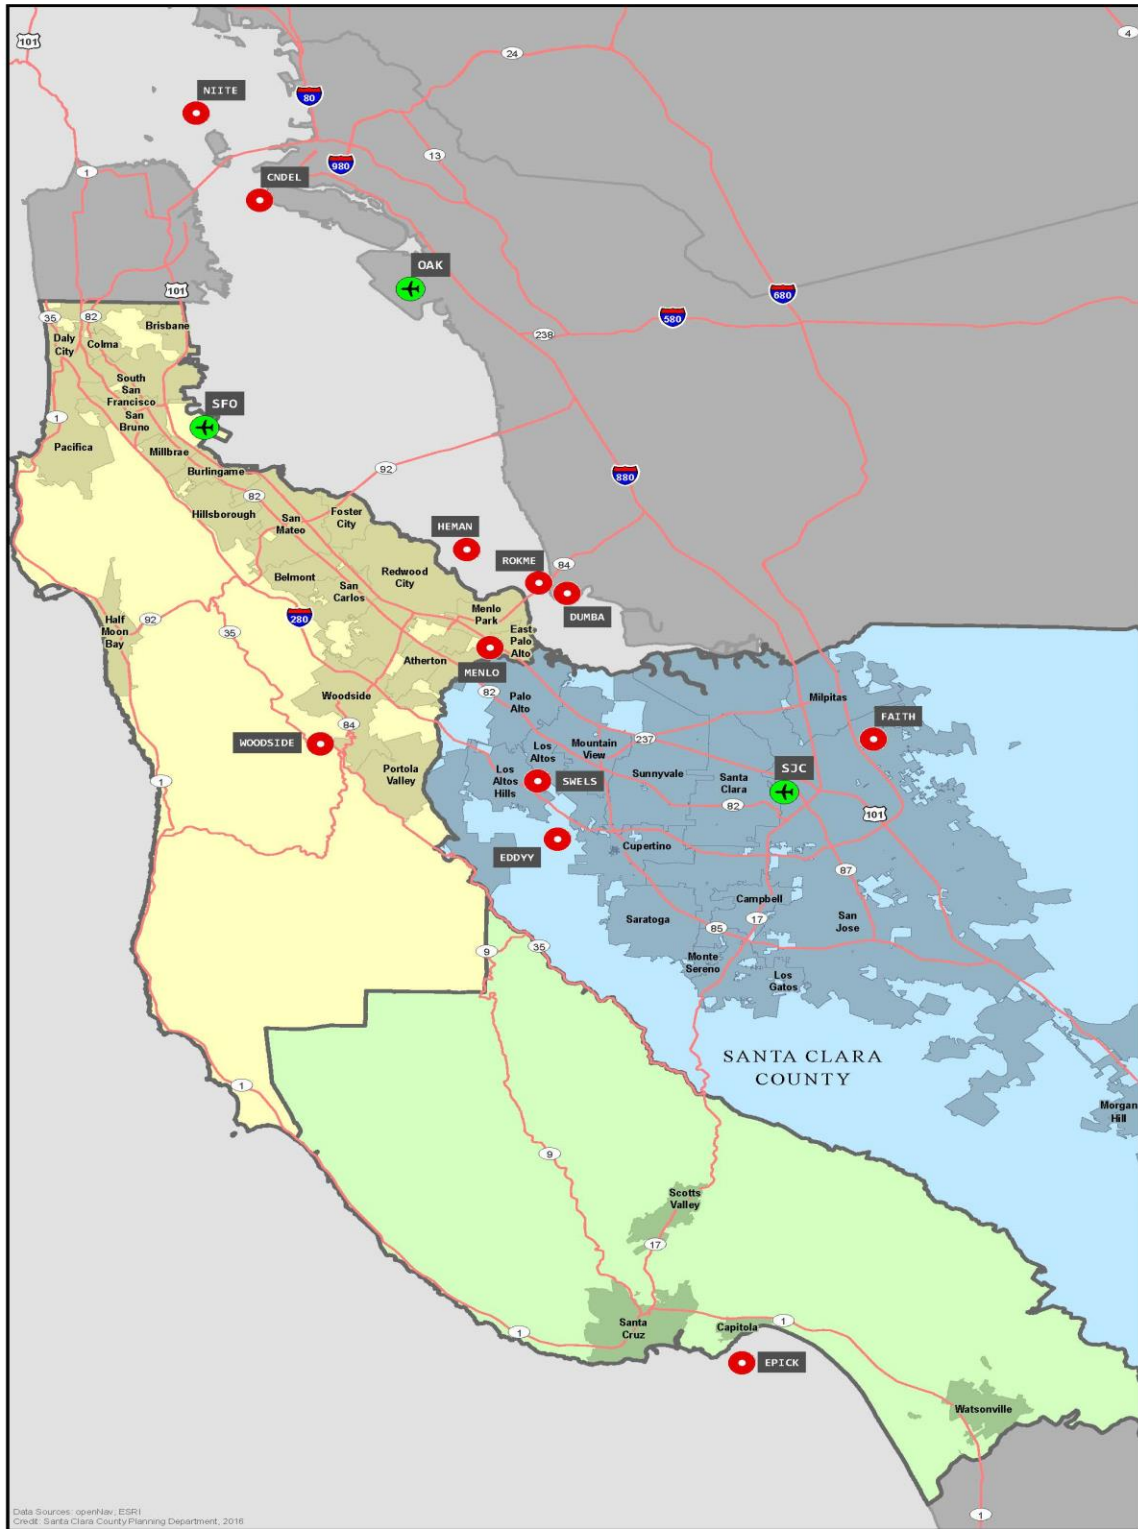 101
NIITE
80
24
4
13
980
1
CNDEL
OAK
101
680
580
238
35
82
Brisbane
Daly
City
Colma
South
San
Francisco
San
Bruno
SFO
1
Pacifica
Millbrae
Burlingame
92
880
82
Hillsborough
San
Mateo
Foster
City
HEMAN
ROKME
84
DUMBA
Belmont
San
Carlos
Redwood
City
Menlo
Park
East
Palo
Alto
Half
Moon
Bay
92
35
280
Atherton
MENLO
82
Woodside
Palo
Alto
Milpitas
FAITH
84
WOODSIDE
Portola
Valley
Los
Altos
Mountain
View
237
Los
Altos
Hills
SWELS
Sunnyvale
Santa
Clara
SJC
82
101
1
EDDYY
Cupertino
87
Campbell
17
Saratoga
85
San
Jose
Monte
Sereno
Los
Gatos
9
35
SANTA CLARA
COUNTY
1
Morgan
Hill
9
Scotts
Valley
17
1
Santa
Cruz
Capitola
1
EPICK
Watsonville
1
Data Sources: openNav, ESRI
Credit: Santa Clara County Planning Department, 2016